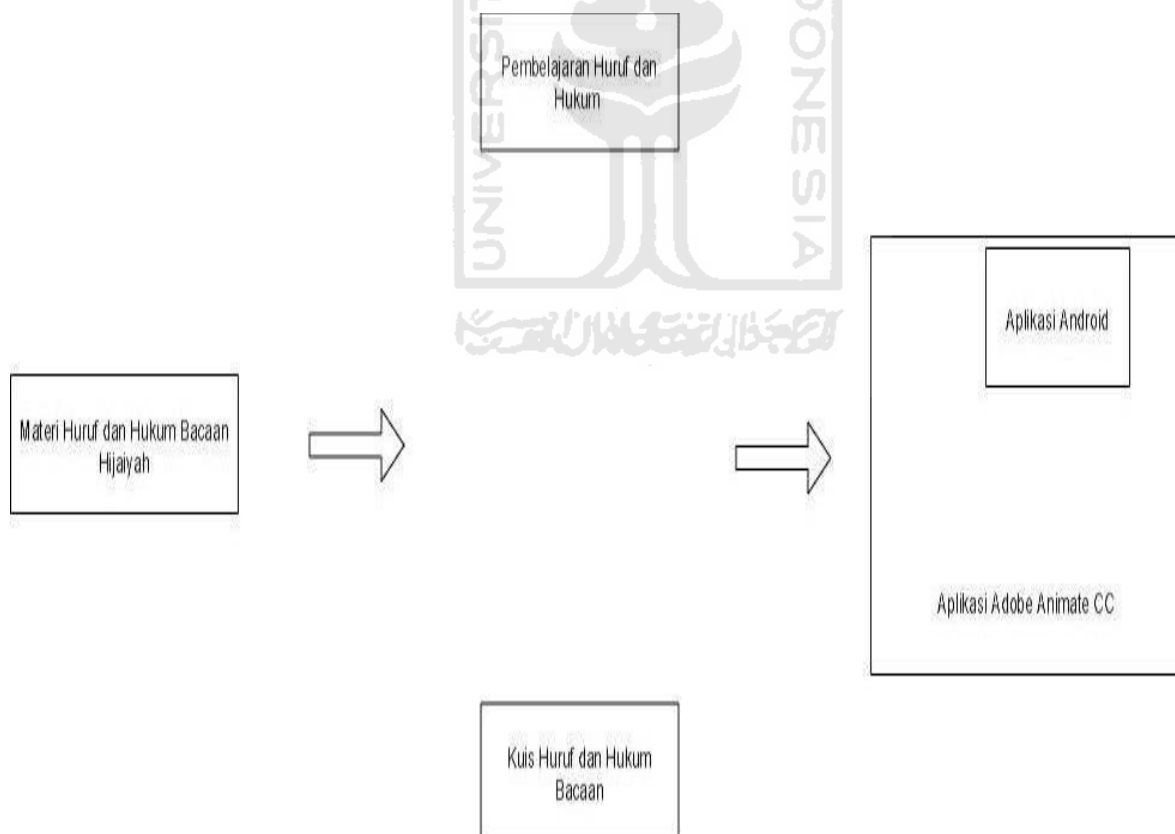 Pembelajaran Huruf dan
Hukum
Aplikasi Android
Materi Huruf dan Hukum Bacaan
Hijaiyah
Aplikasi Adobe Animate CC
Kuis Huruf dan Hukum
Bacaan